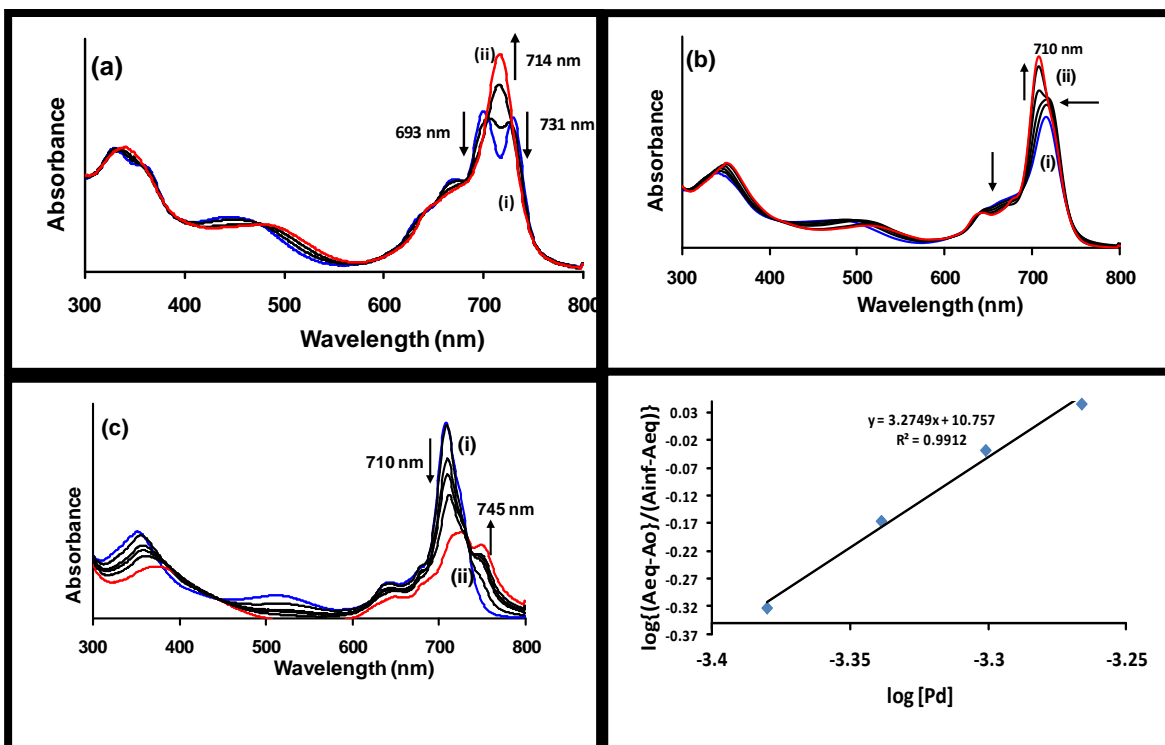 (a)
(ii)
714 nm
693 nm
731 nm
(i)
Absorbance
300 400 500 600 700 800
Wavelength (nm)
(b)
710 nm
(ii)
(i)
Absorbance
300 400 500 600 700 800
Wavelength (nm)
(c)
(i)
710 nm
745 nm
(ii)
Absorbance
300 400 500 600 700 800
Wavelength (nm)
y = 3.2749x + 10.757
R² = 0.9912
log{(Aeq-Ao}/(Ainf-Aeq)}
0.03
-0.02
-0.07
-0.12
-0.17
-0.22
-0.27
-0.32
-0.37
-3.4 -3.35 -3.3 -3.25
log [Pd]